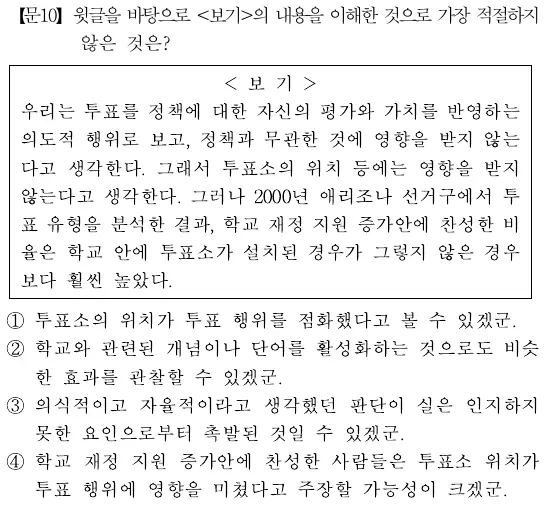 【문10】 윗글을 바탕으로 <보기>의 내용을 이해한 것으로 가장 적절하지
않은 것은?
< 보 기 >
우리는 투표를 정책에 대한 자신의 평가와 가치를 반영하는
의도적 행위로 보고, 정책과 무관한 것에 영향을 받지 않는
다고 생각한다. 그래서 투표소의 위치 등에는 영향을 받지
않는다고 생각한다. 그러나 2000년 애리조나 선거구에서 투
표 유형을 분석한 결과, 학교 재정 지원 증가안에 찬성한 비
율은 학교 안에 투표소가 설치된 경우가 그렇지 않은 경우
보다 훨씬 높았다.
① 투표소의 위치가 투표 행위를 점화했다고 볼 수 있겠군.
② 학교와 관련된 개념이나 단어를 활성화하는 것으로도 비슷
한 효과를 관찰할 수 있겠군.
③ 의식적이고 자율적이라고 생각했던 판단이 실은 인지하지
못한 요인으로부터 촉발된 것일 수 있겠군.
④ 학교 재정 지원 증가안에 찬성한 사람들은 투표소 위치가
투표 행위에 영향을 미쳤다고 주장할 가능성이 크겠군.